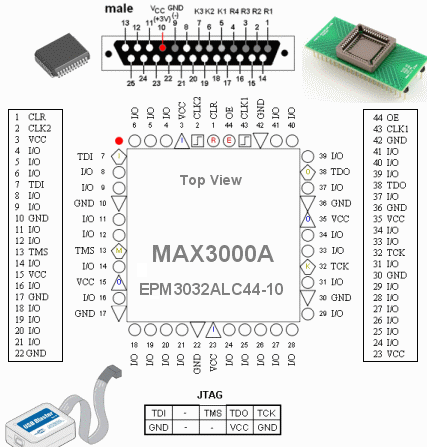 male
VCC GND
(+3V) (-)
K3 K2 K1 R4 R3 R2 R1
13 12 11 10 9 8 7 6 5 4 3 2 1
25 24 23 22 21 20 19 18 17 16 15 14
1 CLR
2 CLK2
3 VCC
4 I/O
5 I/O
6 I/O
7 TDI
8 I/O
9 I/O
10 GND
11 I/O
12 I/O
13 TMS
14 I/O
15 VCC
16 I/O
17 GND
18 I/O
19 I/O
20 I/O
21 I/O
22 GND
I/O I/O I/O VCC CLK2 CLR OE CLK1 GND I/O I/O
6 5 4 3 2 1 44 43 42 41 40
TDI 7
I/O 8
I/O 9
GND 10
I/O 11
I/O 12
TMS 13
I/O 14
VCC 15
I/O 16
GND 17
Top View
MAX3000A
EPM3032ALC44-10
39 I/O
38 TDO
37 I/O
36 GND
35 VCC
34 I/O
33 I/O
32 TCK
31 I/O
30 GND
29 I/O
18 19 20 21 22 23 24 25 26 27 28
I/O I/O I/O I/O GND VCC I/O I/O I/O I/O I/O
44 OE
43 CLK1
42 GND
41 I/O
40 I/O
39 I/O
38 TDO
37 I/O
36 GND
35 VCC
34 I/O
33 I/O
32 TCK
31 I/O
30 GND
29 I/O
28 I/O
27 I/O
26 I/O
25 I/O
24 I/O
23 VCC
JTAG
TDI - TMS TDO TCK
GND - - VCC GND
USB Blaster